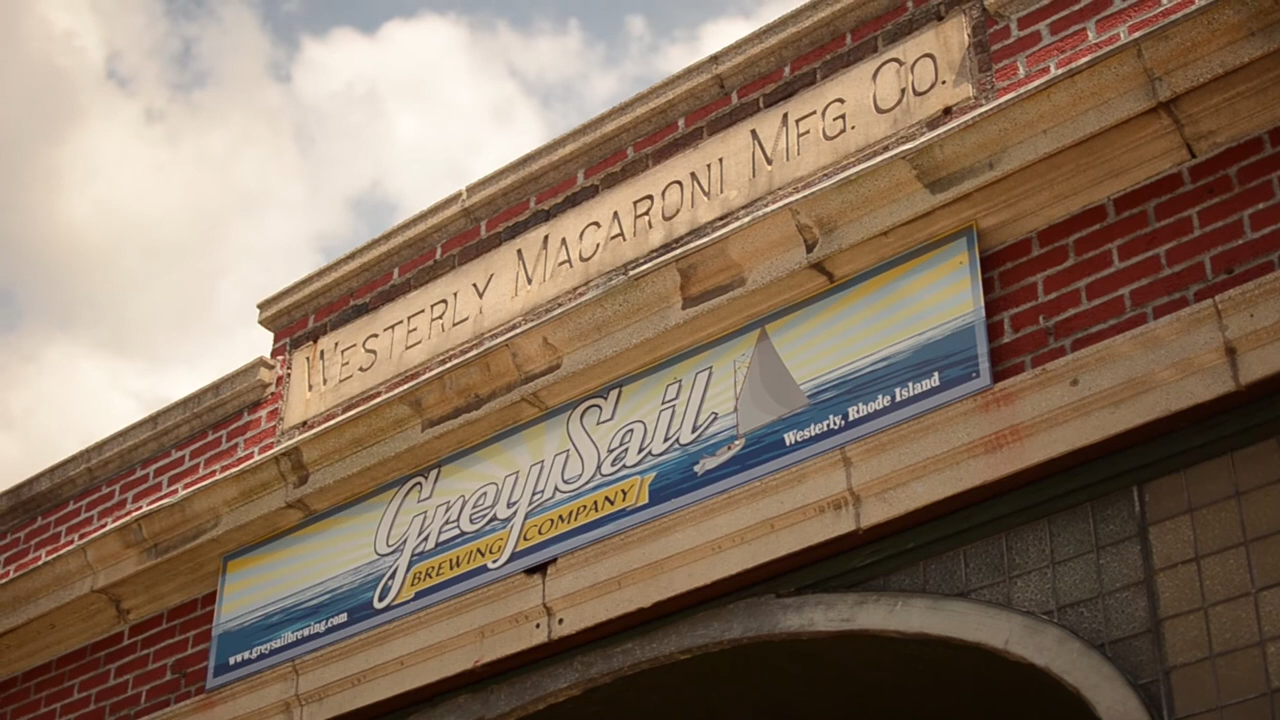 WESTERLY MACARONI MFG. CO.
GreySail
BREWING COMPANY
Westerly, Rhode Island
www.greysailbrewing.com